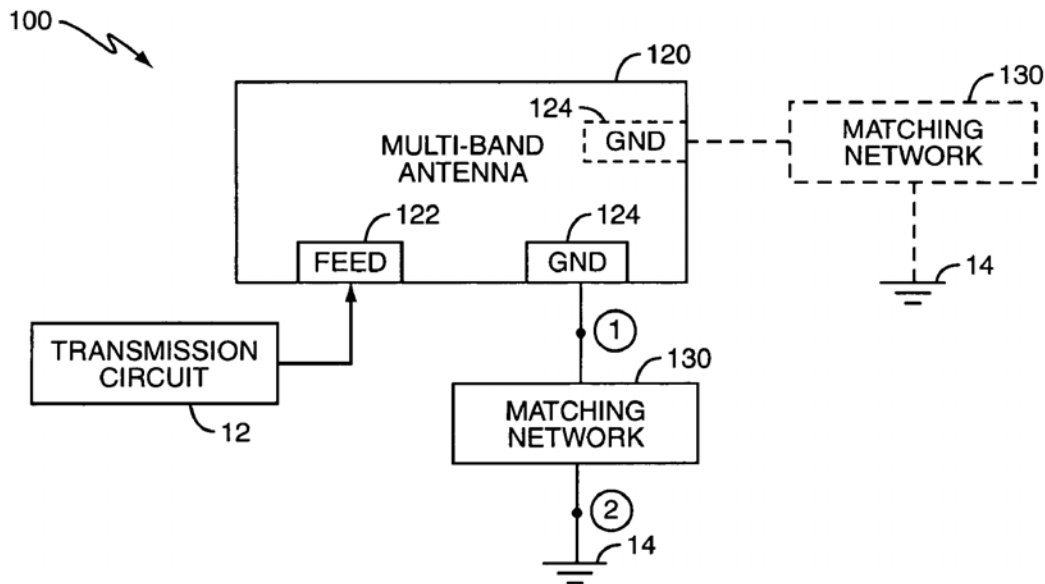 100
120
130
124
GND
MATCHING
NETWORK
MULTI-BAND
ANTENNA
122
124
FEED
GND
14
1
TRANSMISSION
CIRCUIT
130
12
MATCHING
NETWORK
2
14